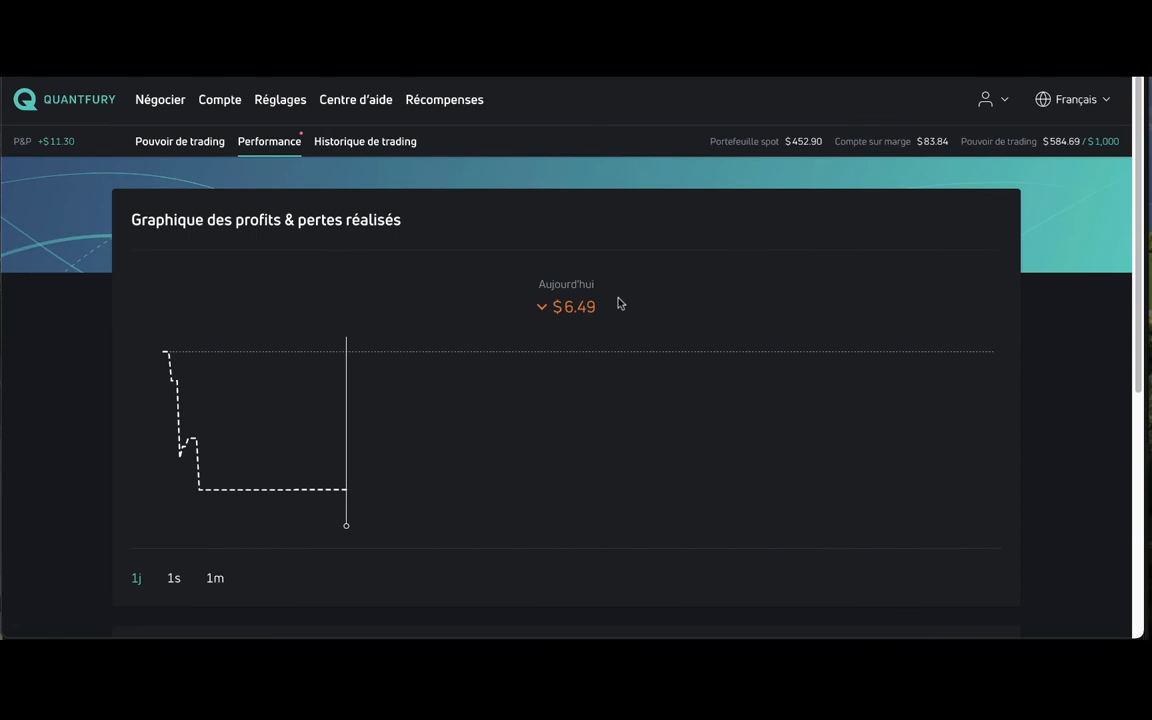 QUANTFURY Négocier Compte Réglages Centre d'aide Récompenses Français
P&P +$11.30 Pouvoir de trading Performance Historique de trading Portefeuille spot $452.90 Compte sur marge $83.84 Pouvoir de trading $584.69 / $1,000
Graphique des profits & pertes réalisés
Aujourd'hui
$6.49
1j 1s 1m